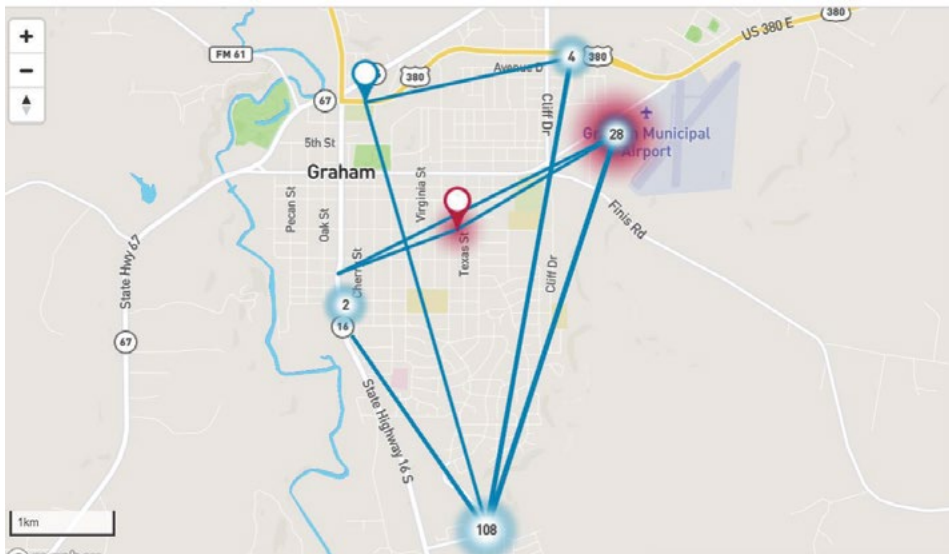 +
−
FM 61
67
380
Avenue D
4
380
US 380 E
380
Cliff Dr
28
Municipal
Airport
5th St
Graham
Pecan St
Oak St
Virginia St
Texas St
Cherry St
Finis Rd
State Hwy 67
Cliff Dr
2
16
67
State Highway 16 S
108
1km